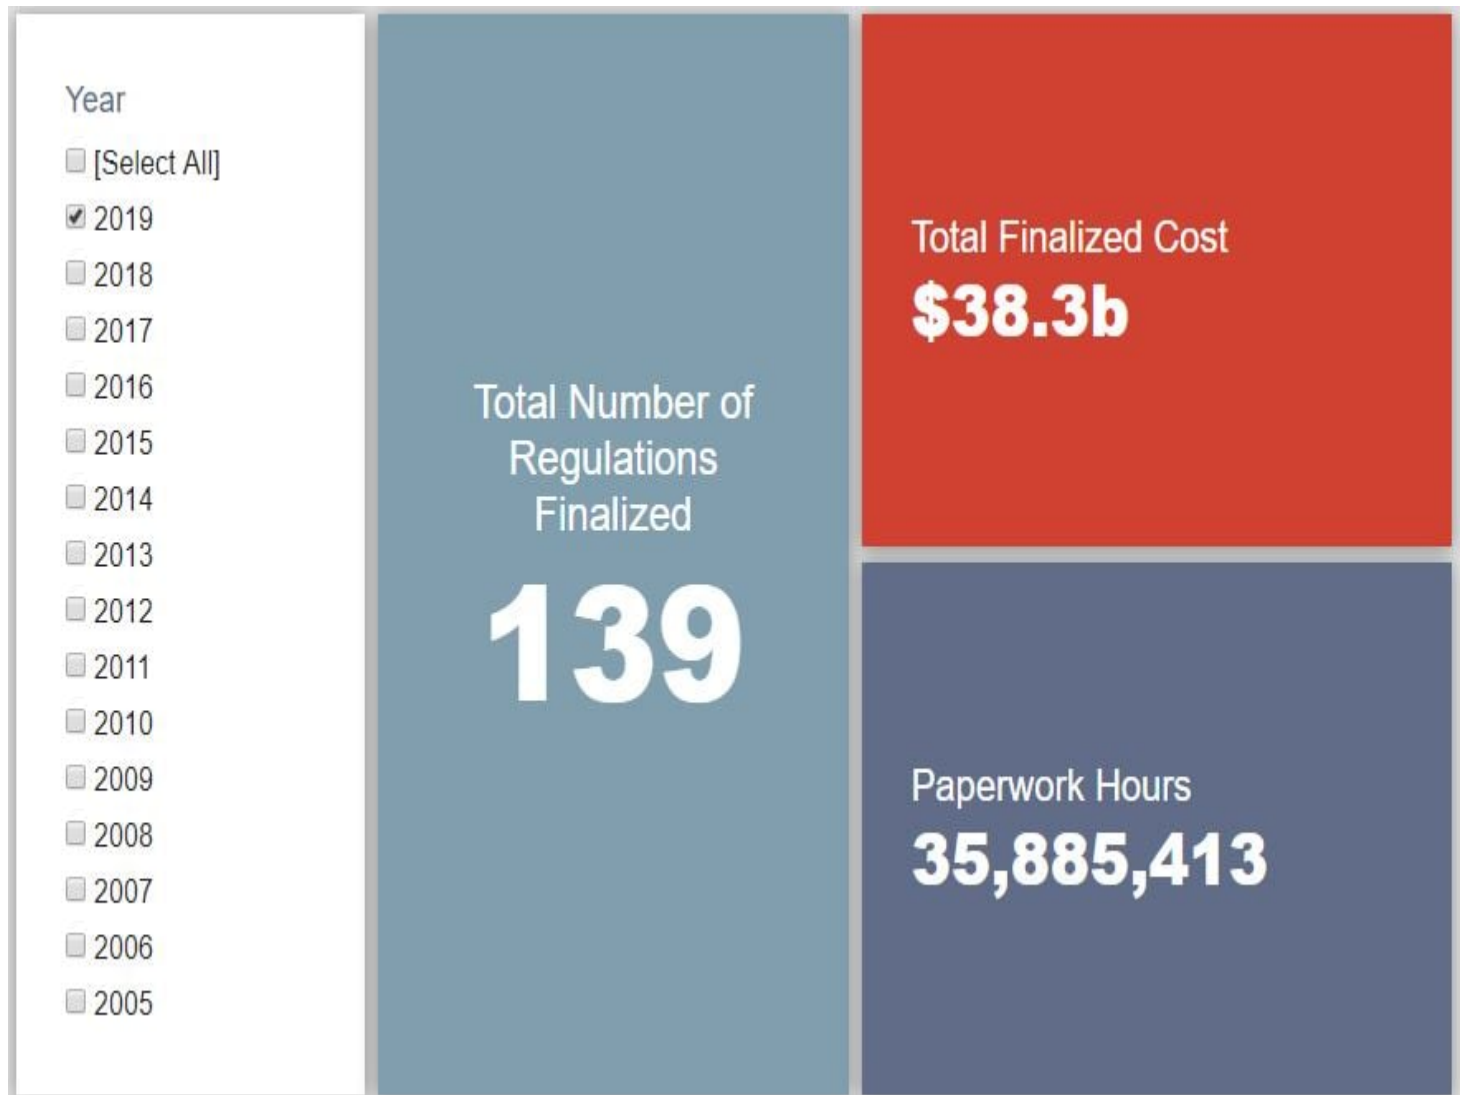 Year
[Select All]
2019
2018
2017
2016
2015
2014
2013
2012
2011
2010
2009
2008
2007
2006
2005
Total Number of
Regulations
Finalized
139
Total Finalized Cost
$38.3b
Paperwork Hours
35,885,413